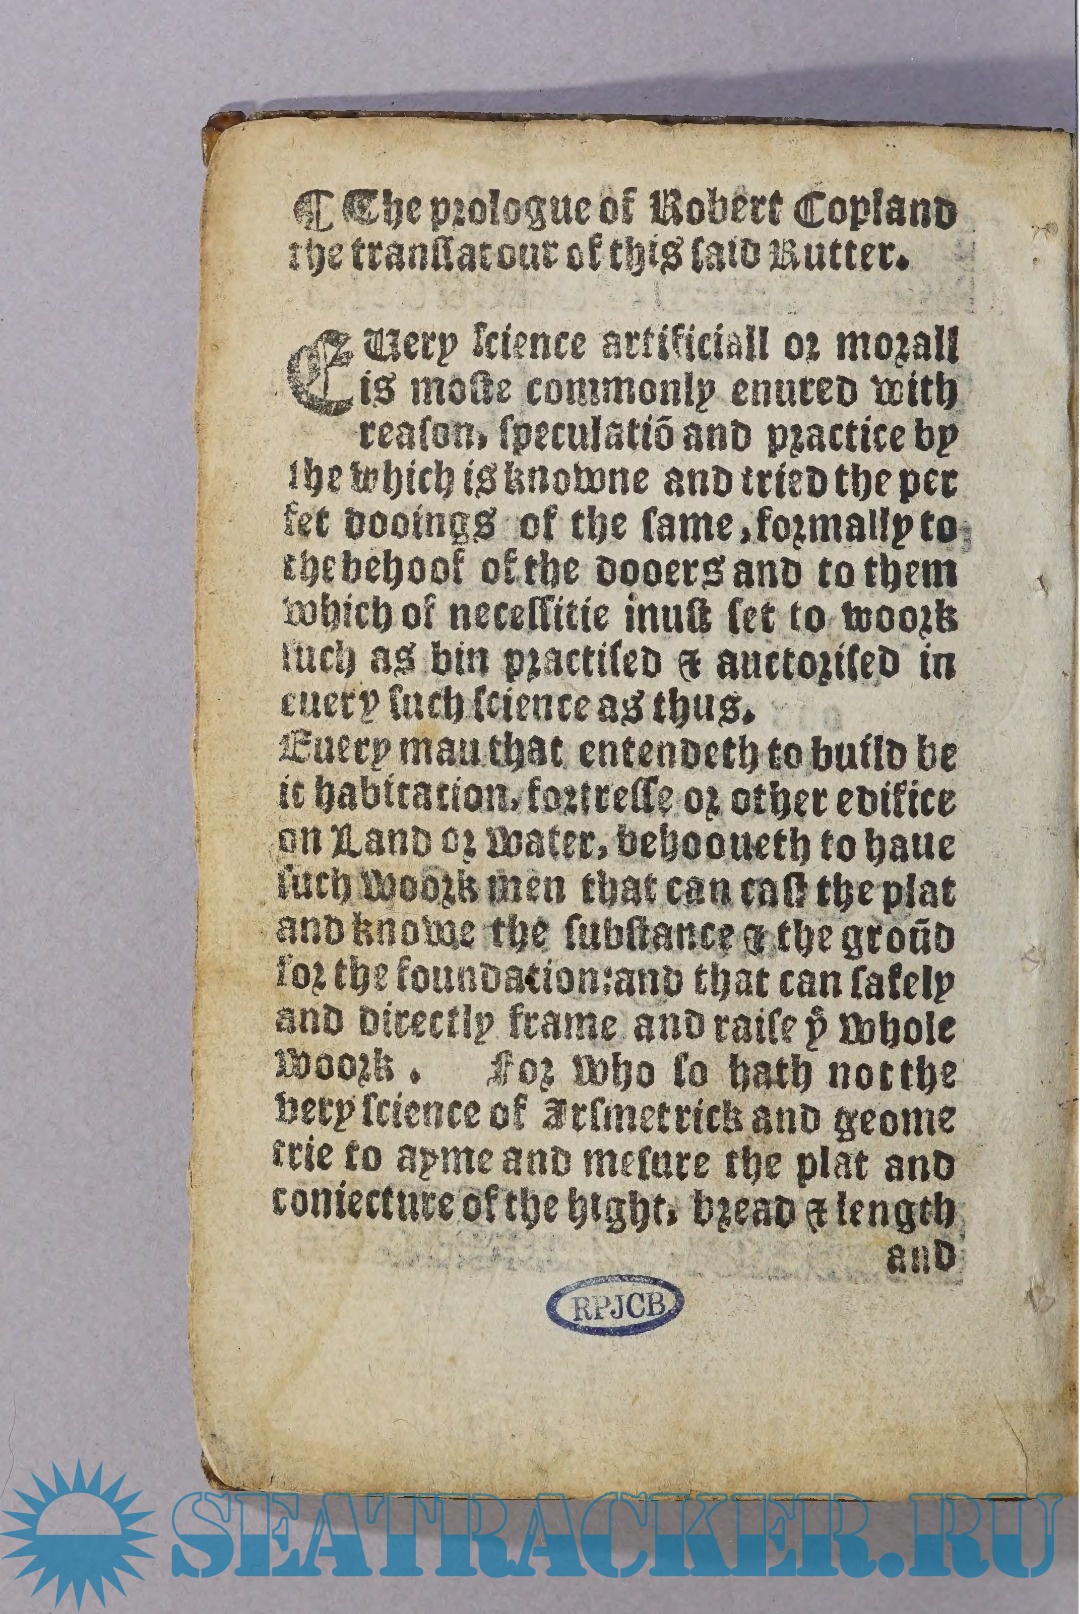 ¶ The prologue of Robert Copland
the translatour of this said Rutter.
EUery science artificiall or morall
is moste commonly enured with
reason, speculatiō and practice by
the which is knowne and tried the per
fet dooings of the same, formally to
the behoof of the dooers and to them
which of necessitie must set to woork
such as bin practised & auctorised in
euery such science as thus.
Euery mau that entendeth to build be
it habitacion, fortresse or other edifice
on Land or water, behooueth to haue
such woork men that can cast the plat
and knowe the substance & the groūd
for the foundation: and that can safely
and directly frame and raise yͤ whole
woork. For who so hath not the
very science of Arsmetrick and geome
trie to ayme and mesure the plat and
coniecture of the hight, bread & length
and
RPJCB
SEATRACKER.RU